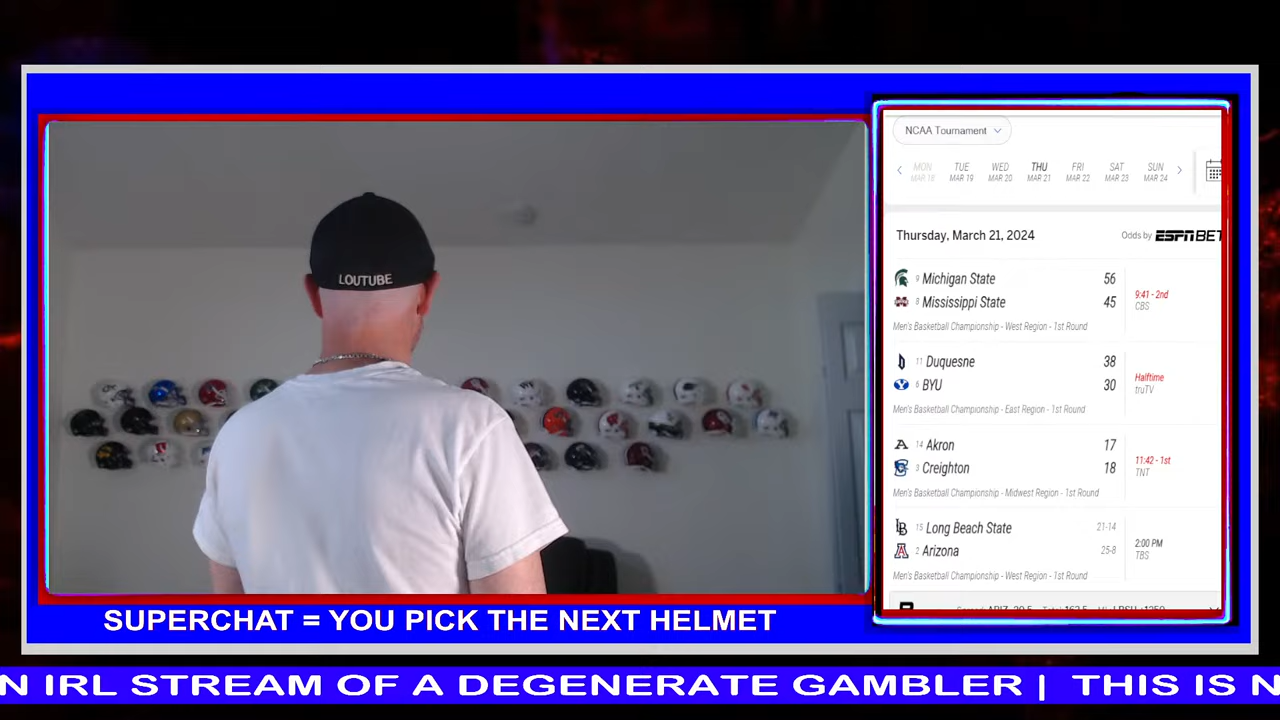 LOUTUBE
NCAA Tournament
MON TUE WED THU FRI SAT SUN
MAR 18 MAR 19 MAR 20 MAR 21 MAR 22 MAR 23 MAR 24
Thursday, March 21, 2024 Odds by ESPN BET
9 Michigan State 56
8 Mississippi State 45
9:41 - 2nd
CBS
Men's Basketball Championship - West Region - 1st Round
11 Duquesne 38
6 BYU 30
Halftime
truTV
Men's Basketball Championship - East Region - 1st Round
14 Akron 17
3 Creighton 18
11:42 - 1st
TNT
Men's Basketball Championship - Midwest Region - 1st Round
15 Long Beach State 21-14
2 Arizona 25-8
2:00 PM
TBS
Men's Basketball Championship - West Region - 1st Round
SUPERCHAT = YOU PICK THE NEXT HELMET
N IRL STREAM OF A DEGENERATE GAMBLER | THIS IS N